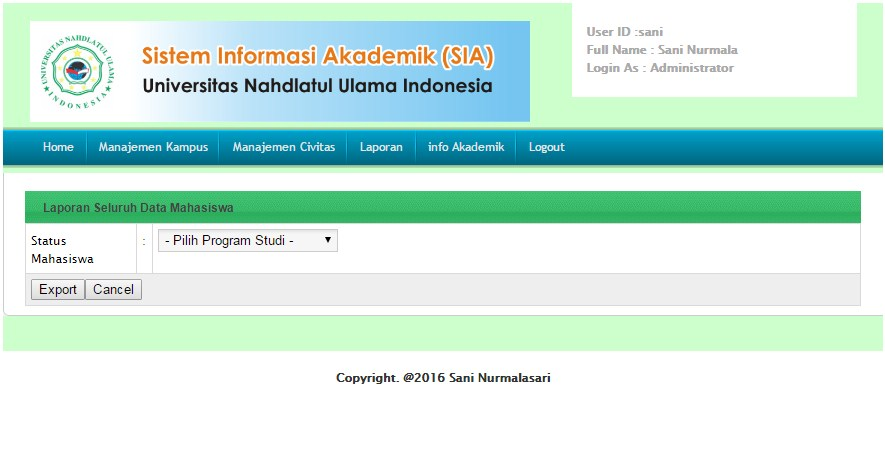 UNIVERSITAS NAHDLATUL ULAMA
INDONESIA
Sistem Informasi Akademik (SIA)
Universitas Nahdlatul Ulama Indonesia
User ID :sani
Full Name : Sani Nurmala
Login As : Administrator
Home Manajemen Kampus Manajemen Civitas Laporan info Akademik Logout
Laporan Seluruh Data Mahasiswa
Status Mahasiswa : - Pilih Program Studi -
Export Cancel
Copyright. @2016 Sani Nurmalasari